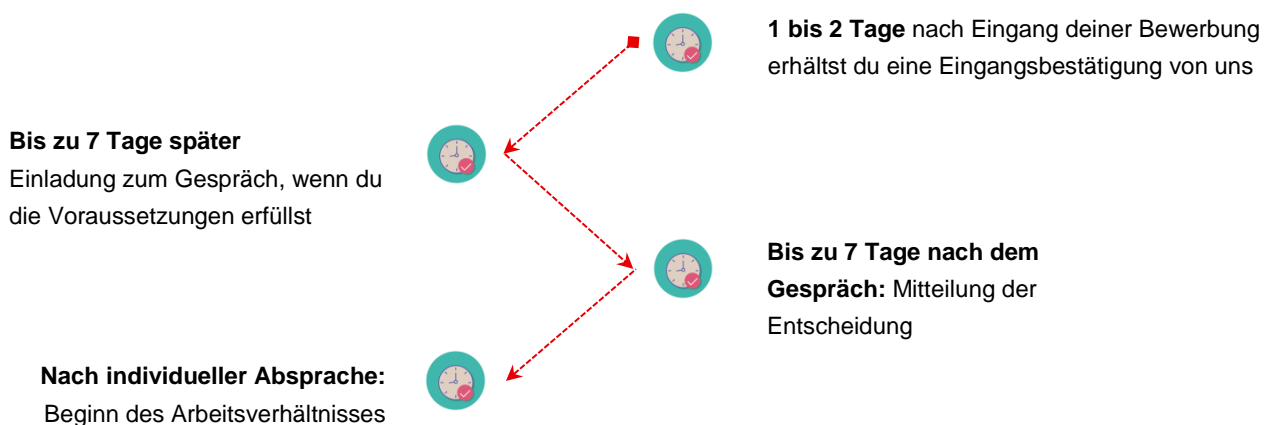 1 bis 2 Tage nach Eingang deiner Bewerbung
erhältst du eine Eingangsbestätigung von uns
Bis zu 7 Tage später
Einladung zum Gespräch, wenn du
die Voraussetzungen erfüllst
Bis zu 7 Tage nach dem
Gespräch: Mitteilung der
Entscheidung
Nach individueller Absprache:
Beginn des Arbeitsverhältnisses